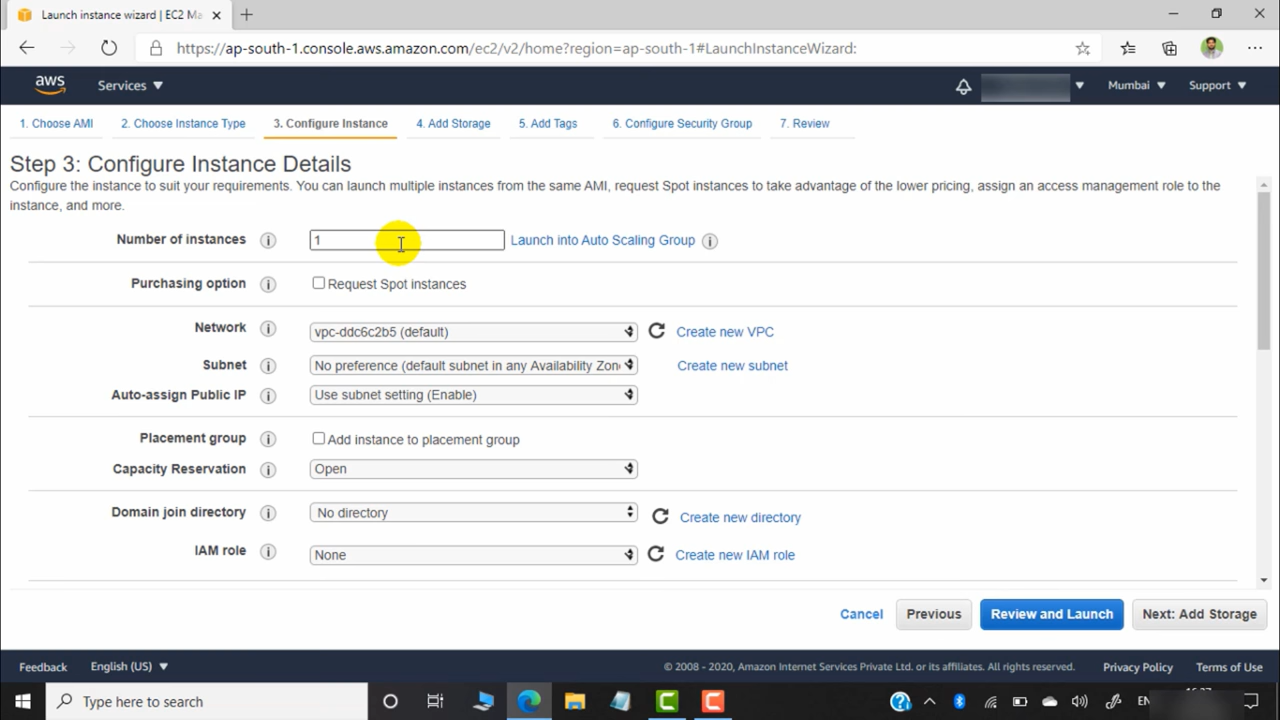 Launch instance wizard | EC2 Ma
https://ap-south-1.console.aws.amazon.com/ec2/v2/home?region=ap-south-1#LaunchInstanceWizard:
aws Services Mumbai Support
1. Choose AMI 2. Choose Instance Type 3. Configure Instance 4. Add Storage 5. Add Tags 6. Configure Security Group 7. Review
Step 3: Configure Instance Details
Configure the instance to suit your requirements. You can launch multiple instances from the same AMI, request Spot instances to take advantage of the lower pricing, assign an access management role to the
instance, and more.
Number of instances i 1 Launch into Auto Scaling Group i
Purchasing option i Request Spot instances
Network i vpc-ddc6c2b5 (default) Create new VPC
Subnet i No preference (default subnet in any Availability Zon Create new subnet
Auto-assign Public IP i Use subnet setting (Enable)
Placement group i Add instance to placement group
Capacity Reservation i Open
Domain join directory i No directory Create new directory
IAM role i None Create new IAM role
Cancel Previous Review and Launch Next: Add Storage
Feedback English (US) © 2008 - 2020, Amazon Internet Services Private Ltd. or its affiliates. All rights reserved. Privacy Policy Terms of Use
Type here to search